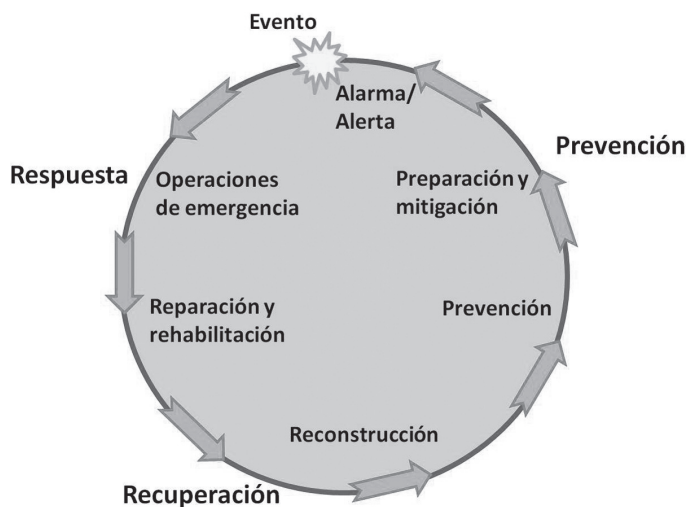 Evento
Alarma/
Alerta
Prevención
Respuesta
Operaciones
de emergencia
Preparación y
mitigación
Reparación y
rehabilitación
Prevención
Reconstrucción
Recuperación